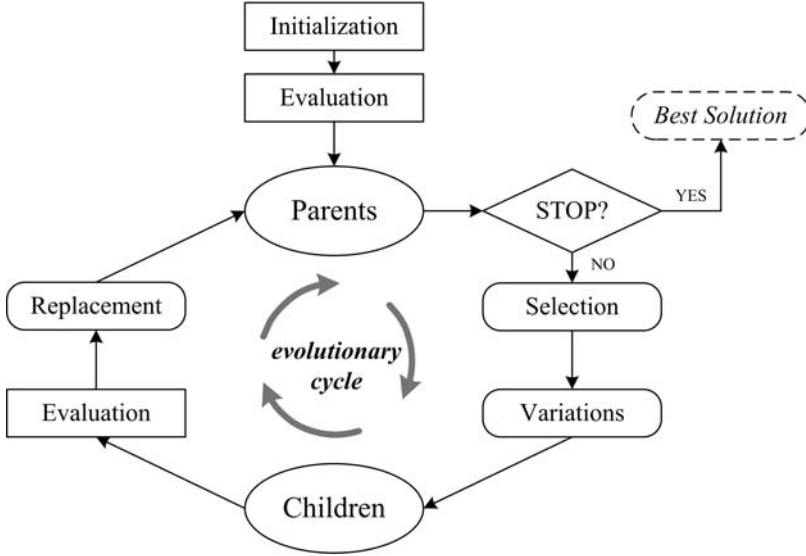 Initialization
Evaluation
Best Solution
Parents
STOP?
YES
NO
Replacement
Selection
evolutionary
cycle
Evaluation
Variations
Children